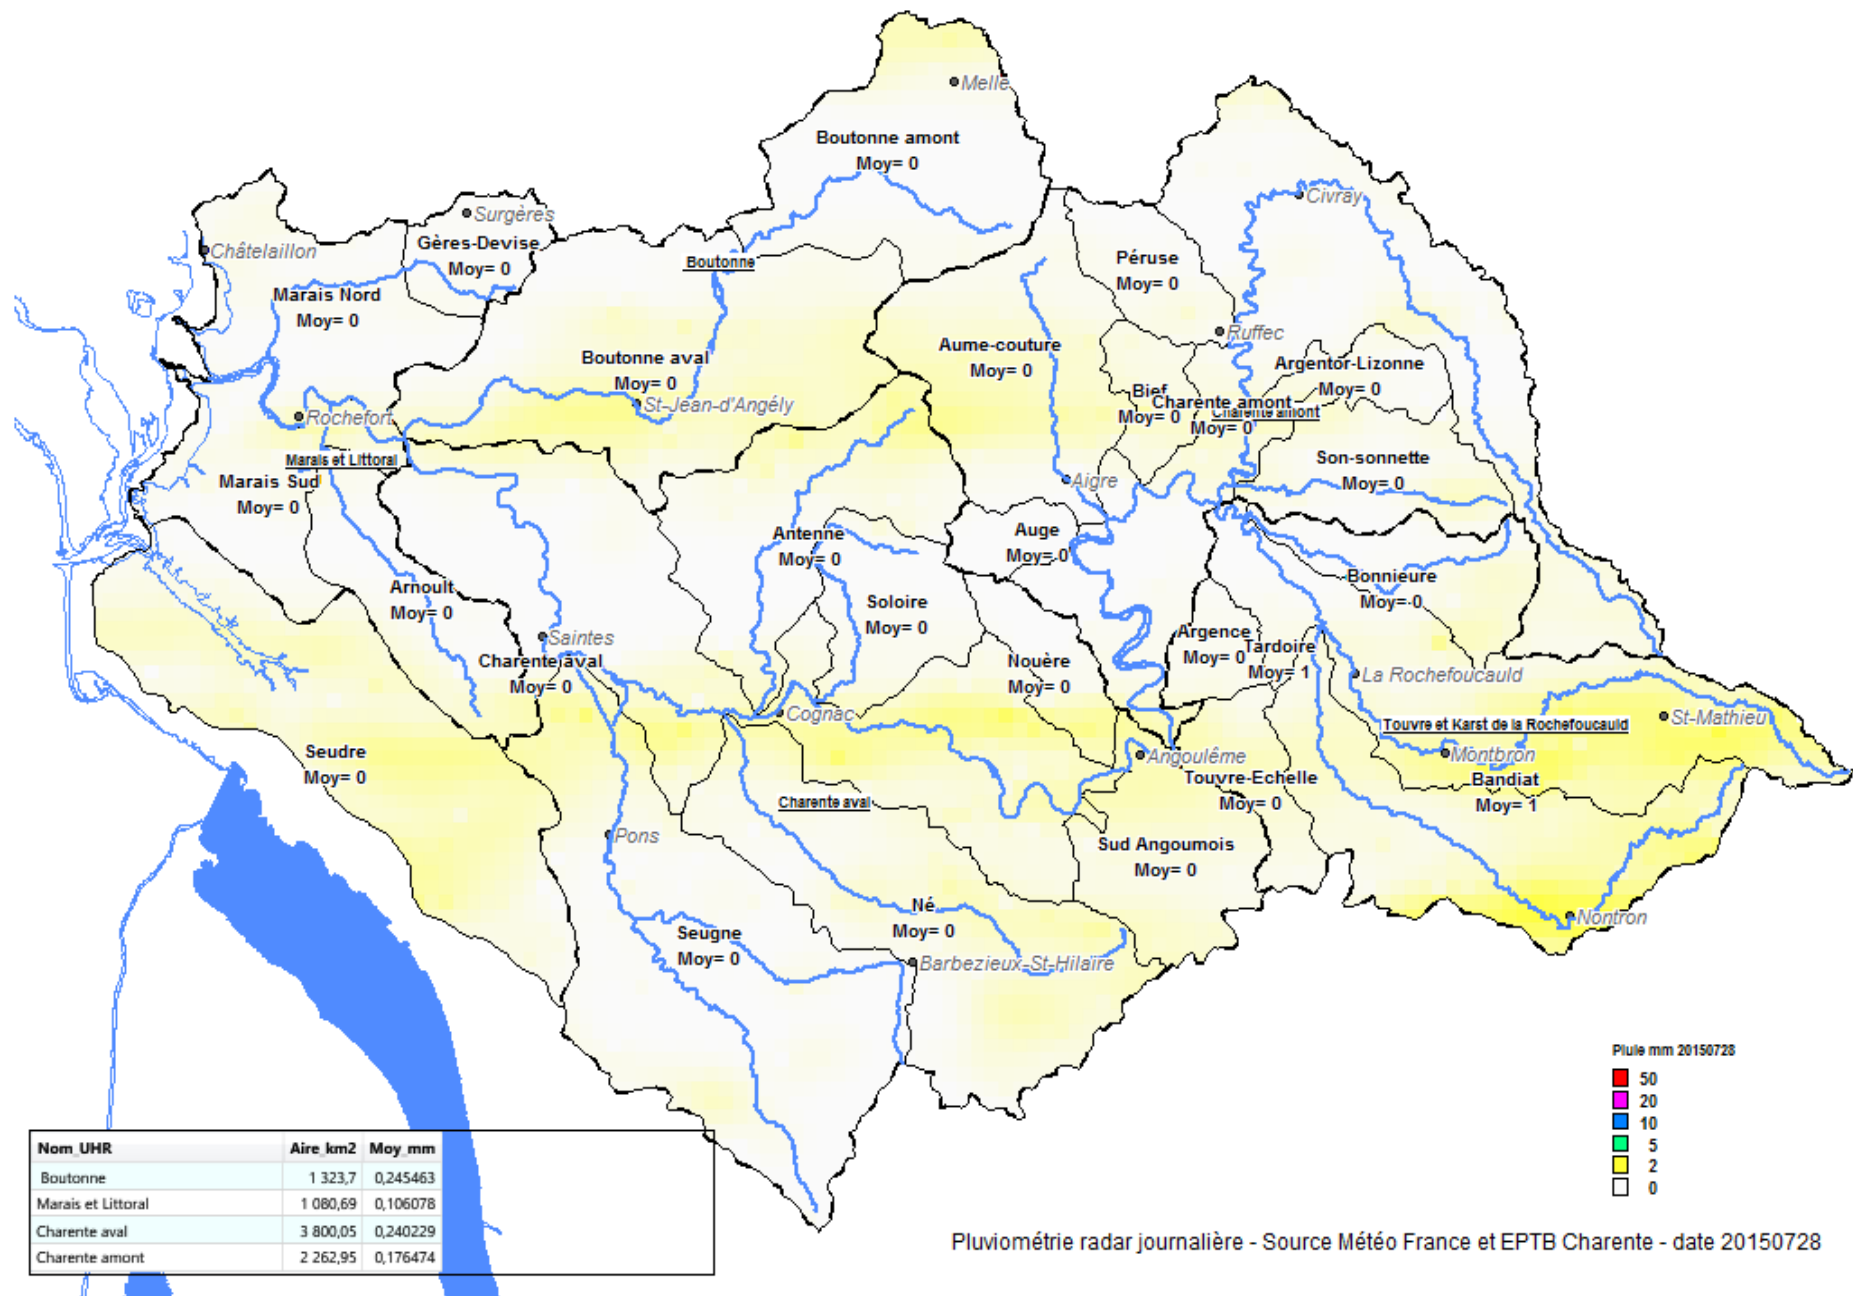 Melle
Boutonne amont
Moy= 0
Civray
Surgères
Châtelaillon
Gères-Devise
Moy= 0
Boutonne
Péruse
Moy= 0
Marais Nord
Moy= 0
Ruffec
Boutonne aval
Moy= 0
Aume-couture
Moy= 0
Argentor-Lizonne
Moy= 0
St-Jean-d'Angély
Bief
Moy= 0
Charente amont
Moy= 0
Charente amont
Rochefort
Marais et Littoral
Marais Sud
Moy= 0
Son-sonnette
Moy= 0
Aigre
Antenne
Moy= 0
Auge
Moy= 0
Arnoult
Moy= 0
Soloire
Moy= 0
Bonnieure
Moy= 0
Saintes
Charente aval
Moy= 0
Nouère
Moy= 0
Argence
Moy= 0
Tardoire
Moy= 1
La Rochefoucauld
Cognac
St-Mathieu
Touvre et Karst de la Rochefoucauld
Seudre
Moy= 0
Angoulême
Montbron
Touvre-Echelle
Moy= 0
Bandiat
Moy= 1
Charente aval
Pons
Sud Angoumois
Moy= 0
Né
Moy= 0
Nontron
Seugne
Moy= 0
Barbezieux-St-Hilaire
Pluie mm 20150728
50
20
10
5
2
0
Nom_UHR Aire_km2 Moy_mm
Boutonne 1 323,7 0,245463
Marais et Littoral 1 080,69 0,106078
Charente aval 3 800,05 0,240229
Charente amont 2 262,95 0,176474
Pluviométrie radar journalière - Source Météo France et EPTB Charente - date 20150728